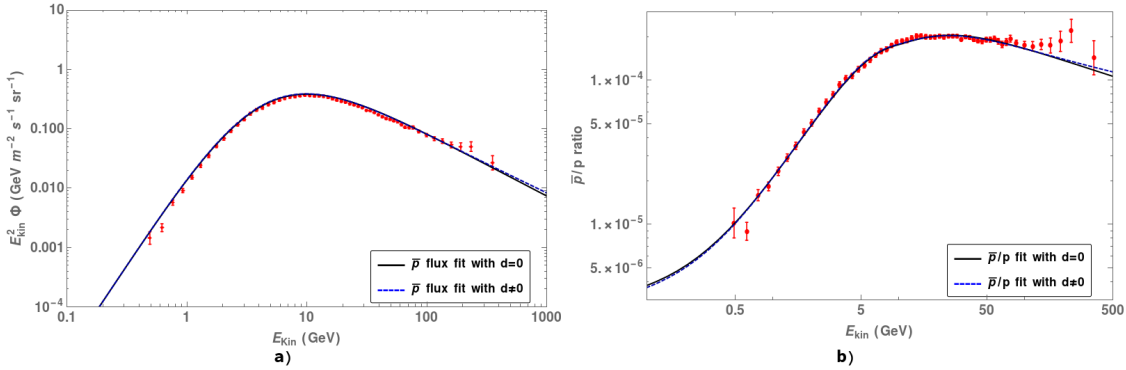 10
1
0.100
0.010
0.001
10⁻⁴
0.1
1
10
100
1000
E²kin Φ (GeV m⁻² s⁻¹ sr⁻¹)
E_Kin (GeV)
p̅ flux fit with d=0
p̅ flux fit with d≠0
a)
1.×10⁻⁴
5.×10⁻⁵
1.×10⁻⁵
5.×10⁻⁶
0.5
5
50
500
p̅/p ratio
E_kin (GeV)
p̅/p fit with d=0
p̅/p fit with d≠0
b)